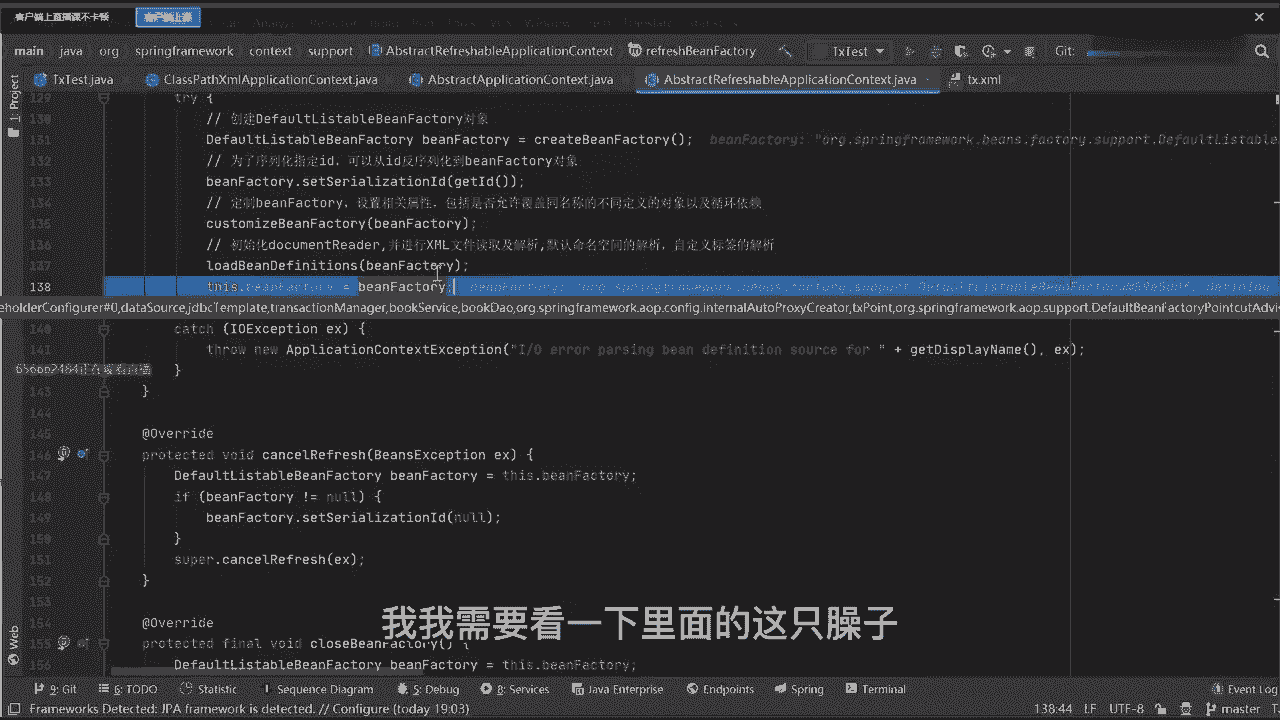 客户端上直播课不卡顿
main java org springframework context support AbstractRefreshableApplicationContext refreshBeanFactory TxTest Git:
TxTest.java ClassPathXmlApplicationContext.java AbstractApplicationContext.java AbstractRefreshableApplicationContext.java tx.xml
1: Project
129 try {
130 // 创建DefaultListableBeanFactory对象
131 DefaultListableBeanFactory beanFactory = createBeanFactory(); beanFactory: "org.springframework.beans.factory.support.DefaultListable
132 // 为了序列化指定id，可以从id反序列化到beanFactory对象
133 beanFactory.setSerializationId(getId());
134 // 定制beanFactory，设置相关属性，包括是否允许覆盖同名称的不同定义的对象以及循环依赖
135 customizeBeanFactory(beanFactory);
136 // 初始化documentReader,并进行XML文件读取及解析,默认命名空间的解析，自定义标签的解析
137 loadBeanDefinitions(beanFactory);
138 this.beanFactory = beanFactory;
eholderConfigurer#0,dataSource,jdbcTemplate,transactionManager,bookService,bookDao,org.springframework.aop.config.internalAutoProxyCreator,txPoint,org.springframework.aop.support.DefaultBeanFactoryPointcutAdvi
140 catch (IOException ex) {
141 throw new ApplicationContextException("I/O error parsing bean definition source for " + getDisplayName(), ex);
}
143 }
144
145 @Override
146 protected void cancelRefresh(BeansException ex) {
147 DefaultListableBeanFactory beanFactory = this.beanFactory;
148 if (beanFactory != null) {
149 beanFactory.setSerializationId(null);
150 }
151 super.cancelRefresh(ex);
152 }
153
@Override
155 protected final void closeBeanFactory() {
156 DefaultListableBeanFactory beanFactory = this.beanFactory;
我我需要看一下里面的这只臊子
Web
9: Git 6: TODO Statistic Sequence Diagram 5: Debug 8: Services Java Enterprise Endpoints Spring Terminal Event Log
Frameworks Detected: JPA framework is detected. // Configure (today 19:03) 138:44 LF UTF-8 master